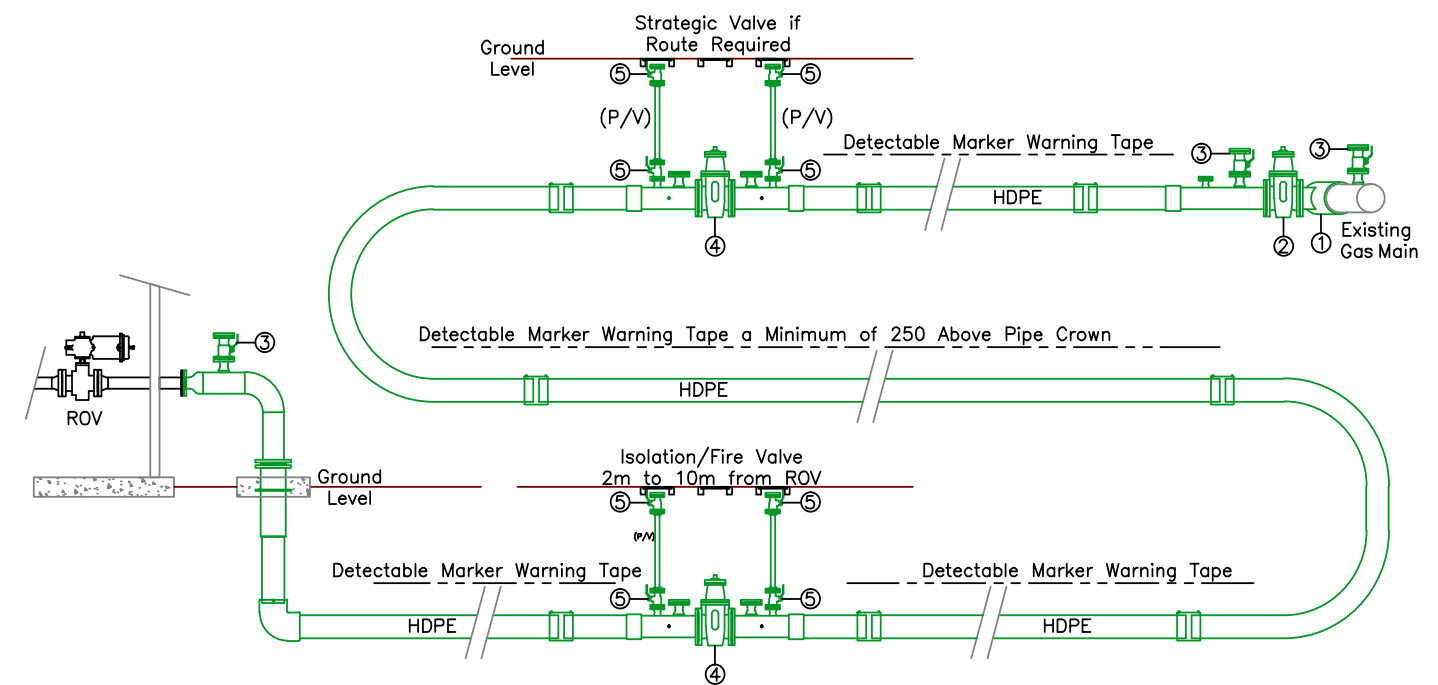 Strategic Valve if
Route Required
Ground
Level
5
5
(P/V)
(P/V)
Detectable Marker Warning Tape
3
3
5
5
HDPE
4
2
1
Existing
Gas Main
Detectable Marker Warning Tape a Minimum of 250 Above Pipe Crown
3
HDPE
ROV
Isolation/Fire Valve
2m to 10m from ROV
Ground
Level
5
5
(P/V)
Detectable Marker Warning Tape
Detectable Marker Warning Tape
5
5
HDPE
HDPE
4